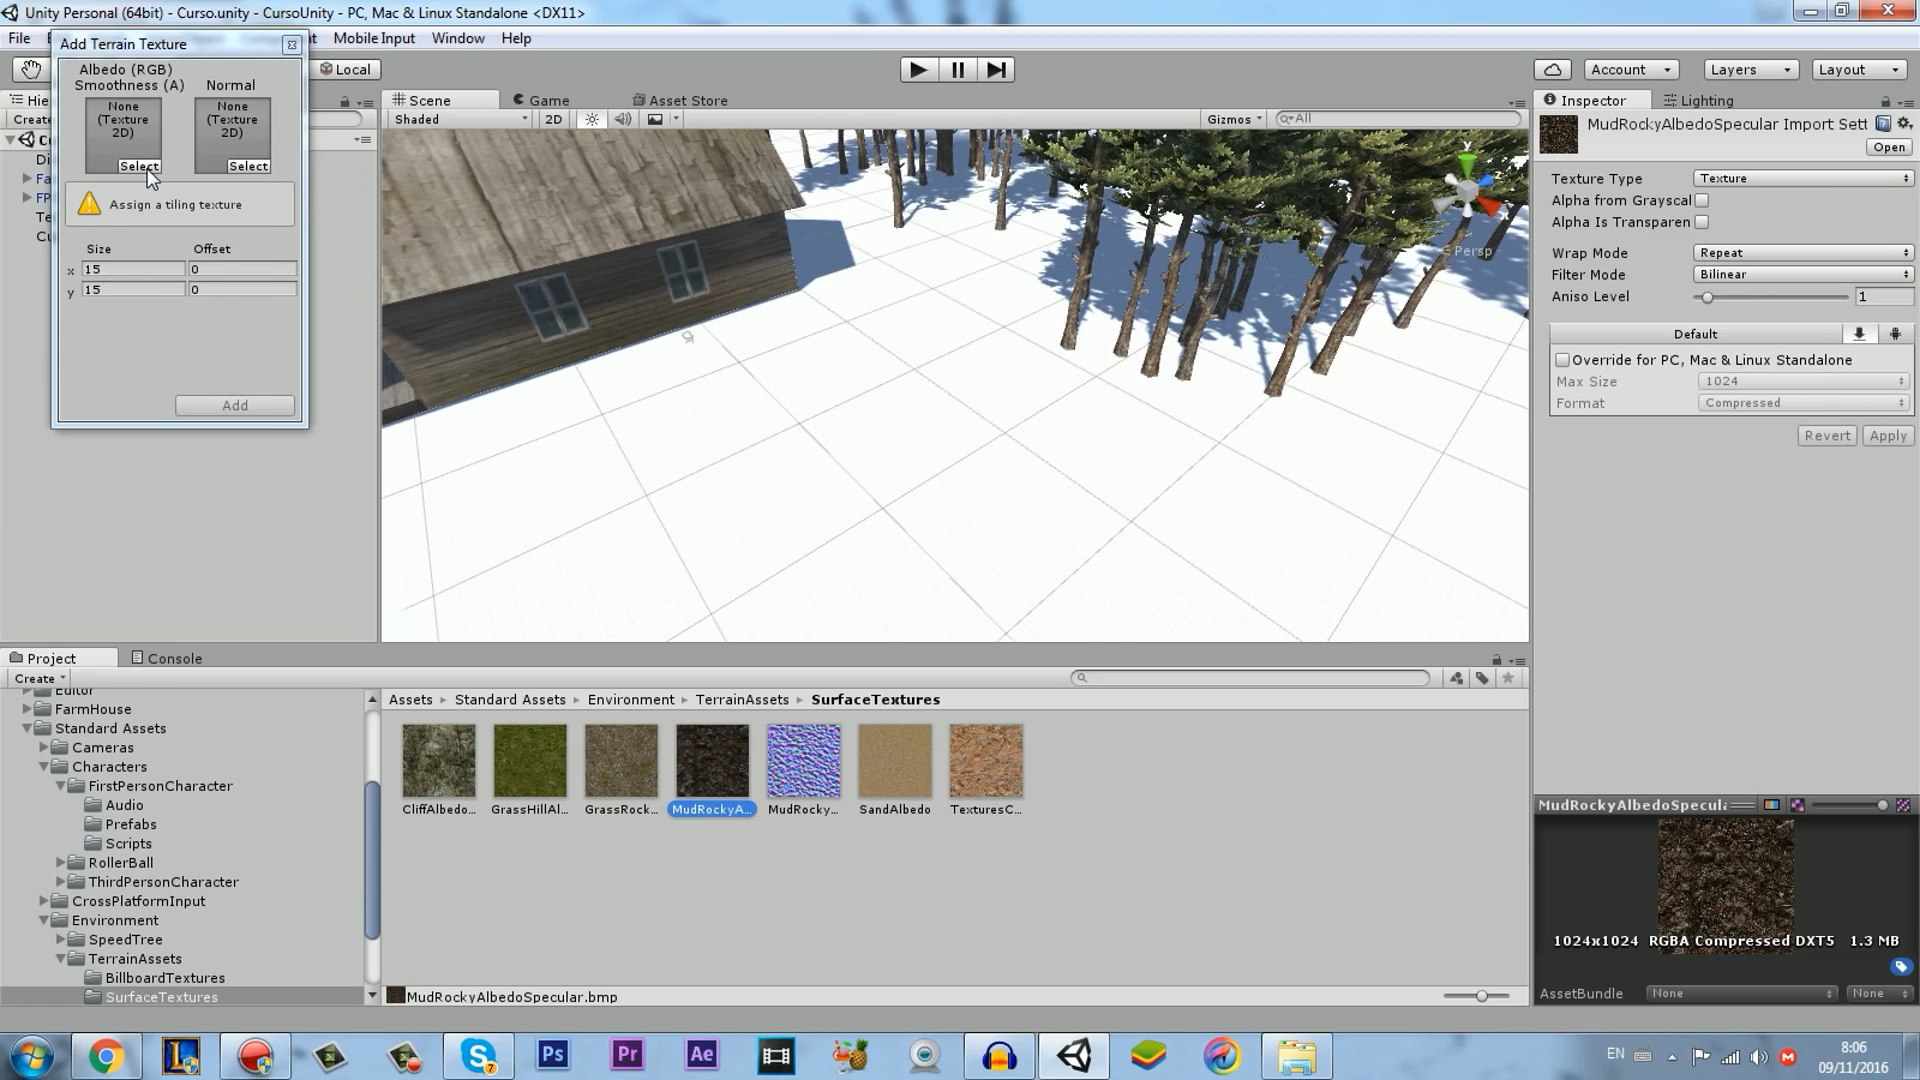 Unity Personal (64bit) - Curso.unity - CursoUnity - PC, Mac & Linux Standalone <DX11>
File Mobile Input Window Help
Add Terrain Texture
Albedo (RGB)
Smoothness (A) Normal
None
(Texture
2D)
Select
None
(Texture
2D)
Select
Assign a tiling texture
Size Offset
x 15 0
y 15 0
Add
Local
Account Layers Layout
Scene Game Asset Store
Shaded 2D Gizmos All
y
Persp
Inspector Lighting
MudRockyAlbedoSpecular Import Sett
Open
Texture Type Texture
Alpha from Grayscal
Alpha Is Transparen
Wrap Mode Repeat
Filter Mode Bilinear
Aniso Level 1
Default
Override for PC, Mac & Linux Standalone
Max Size 1024
Format Compressed
Revert Apply
Project Console
Create
Editor
FarmHouse
Standard Assets
Cameras
Characters
FirstPersonCharacter
Audio
Prefabs
Scripts
RollerBall
ThirdPersonCharacter
CrossPlatformInput
Environment
SpeedTree
TerrainAssets
BillboardTextures
SurfaceTextures
Assets Standard Assets Environment TerrainAssets SurfaceTextures
CliffAlbedo... GrassHillAl... GrassRock... MudRockyA... MudRocky... SandAlbedo TexturesC...
MudRockyAlbedoSpecular.bmp
MudRockyAlbedoSpecula
1024x1024 RGBA Compressed DXT5 1.3 MB
AssetBundle None None
Ps Pr Ae
EN
8:06
09/11/2016